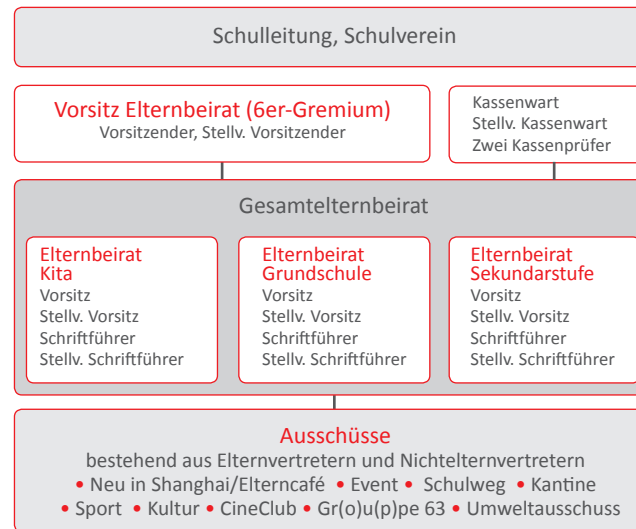 Schulleitung, Schulverein
Vorsitz Elternbeirat (6er-Gremium)
Vorsitzender, Stellv. Vorsitzender
Kassenwart
Stellv. Kassenwart
Zwei Kassenprüfer
Gesamtelternbeirat
Elternbeirat
Kita
Vorsitz
Stellv. Vorsitz
Schriftführer
Stellv. Schriftführer
Elternbeirat
Grundschule
Vorsitz
Stellv. Vorsitz
Schriftführer
Stellv. Schriftführer
Elternbeirat
Sekundarstufe
Vorsitz
Stellv. Vorsitz
Schriftführer
Stellv. Schriftführer
Ausschüsse
bestehend aus Elternvertretern und Nichtelternvertretern
• Neu in Shanghai/Elterncafé • Event • Schulweg • Kantine
• Sport • Kultur • CineClub • Gr(o)u(p)pe 63 • Umweltausschuss